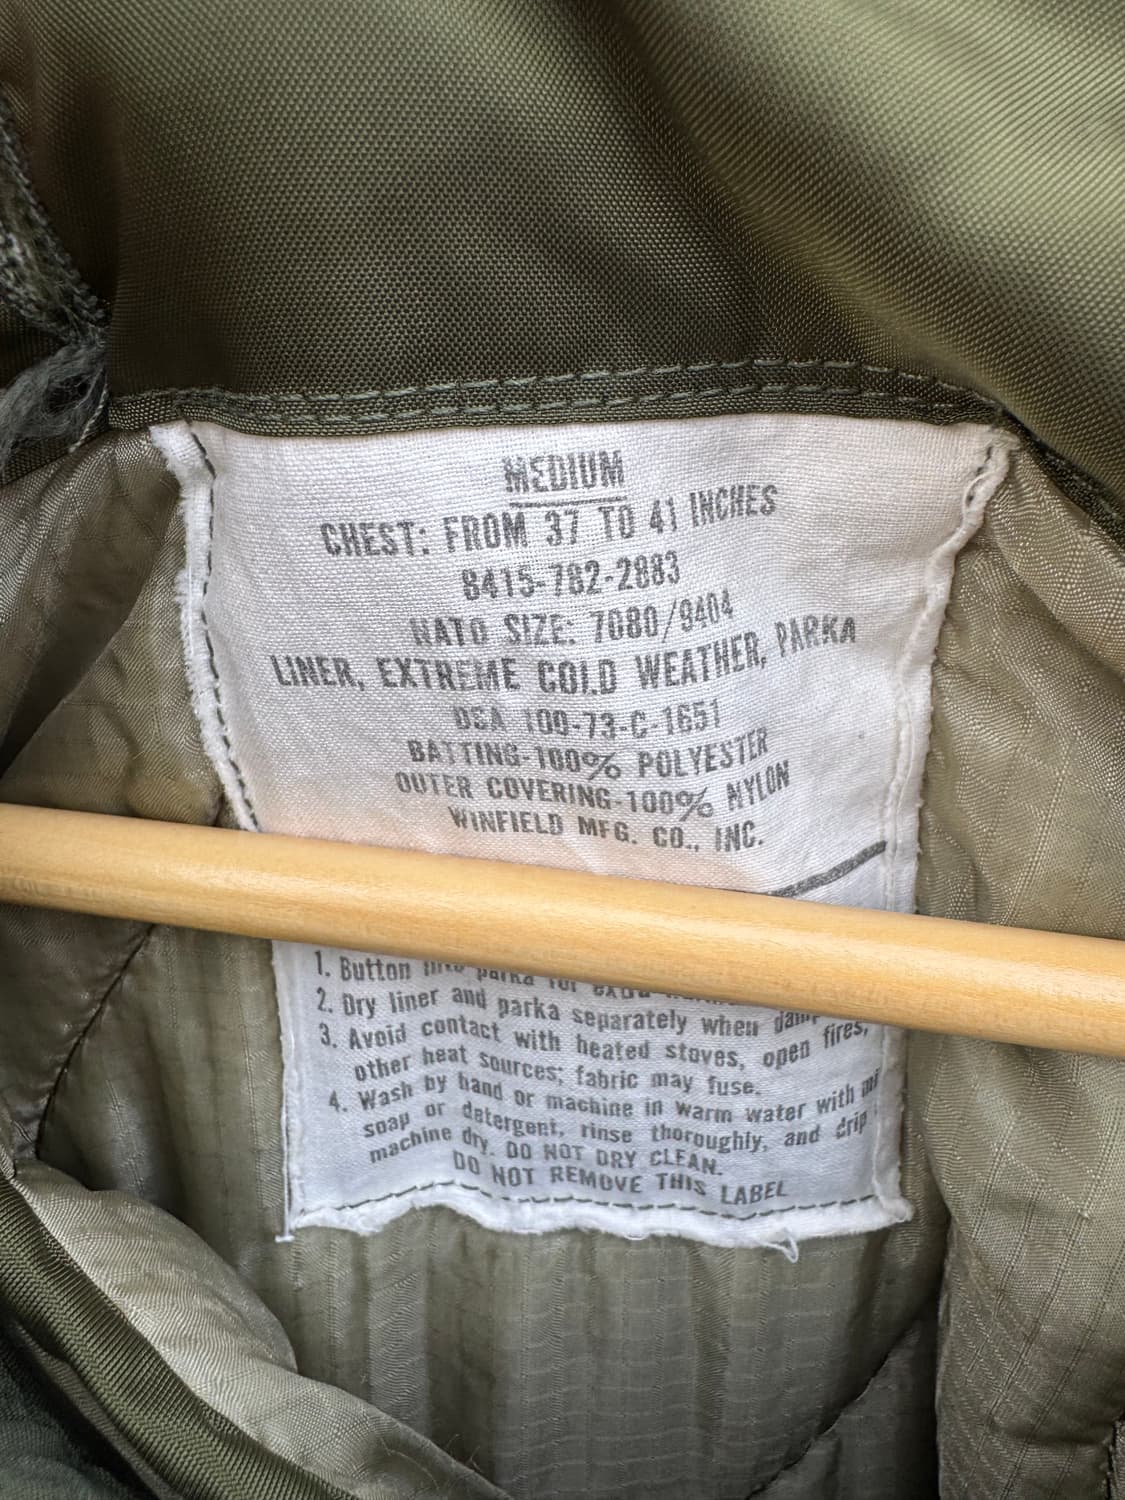 MEDIUM
CHEST: FROM 37 TO 41 INCHES
8415-782-2883
NATO SIZE: 7080/9404
LINER, EXTREME COLD WEATHER, PARKA
DSA 100-73-C-1651
BATTING-100% POLYESTER
OUTER COVERING-100% NYLON
WINFIELD MFG. CO., INC.
1. Button into parka for extra
2. Dry liner and parka separately when damp
3. Avoid contact with heated stoves, open fires,
other heat sources; fabric may fuse.
4. Wash by hand or machine in warm water with
soap or detergent, rinse thoroughly, and drip
machine dry. DO NOT DRY CLEAN.
DO NOT REMOVE THIS LABEL